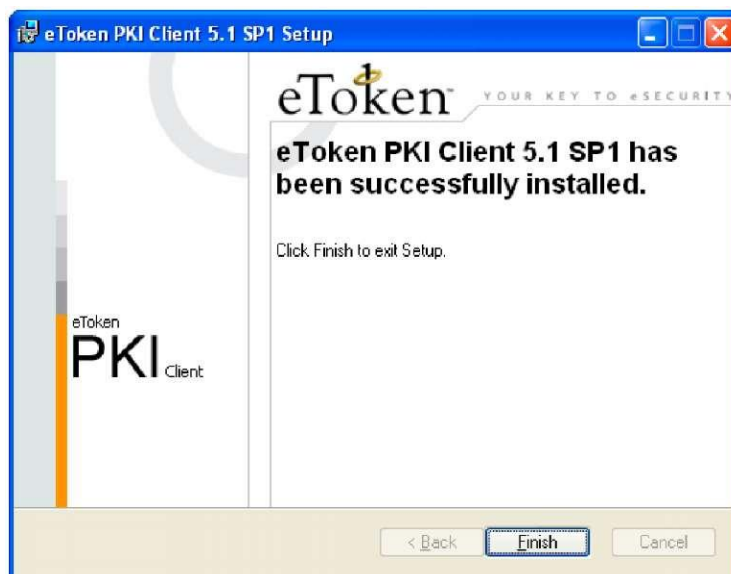 eToken PKI Client 5.1 SP1 Setup
eToken™ YOUR KEY TO eSECURITY
eToken PKI Client 5.1 SP1 has
been successfully installed.
Click Finish to exit Setup.
eToken
PKI Client
< Back Finish Cancel